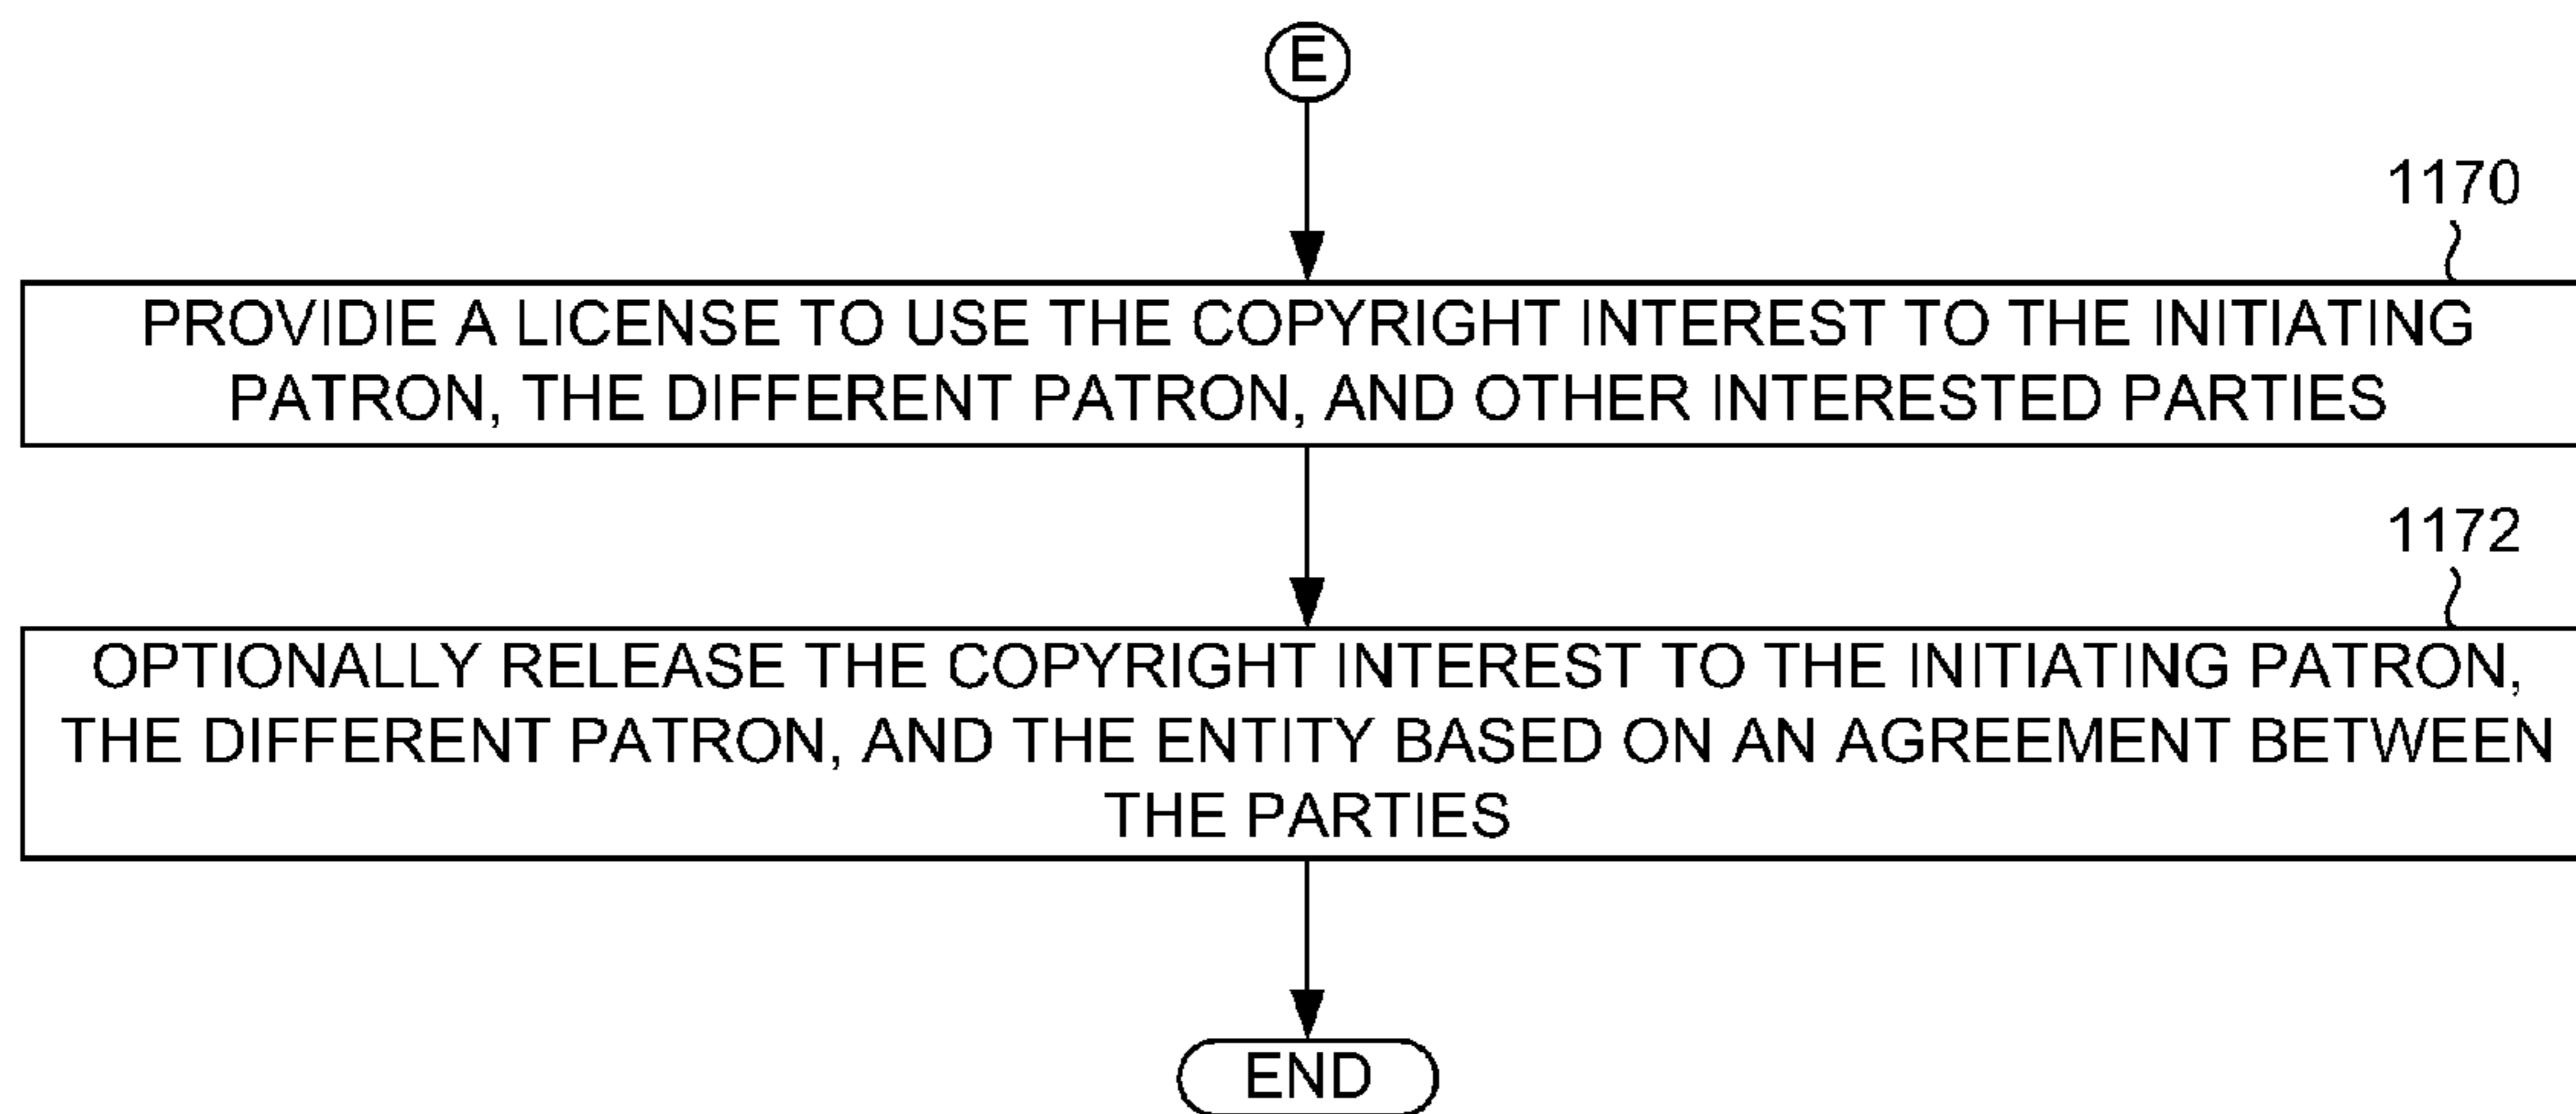 E
1170
PROVIDIE A LICENSE TO USE THE COPYRIGHT INTEREST TO THE INITIATING
PATRON, THE DIFFERENT PATRON, AND OTHER INTERESTED PARTIES
1172
OPTIONALLY RELEASE THE COPYRIGHT INTEREST TO THE INITIATING PATRON,
THE DIFFERENT PATRON, AND THE ENTITY BASED ON AN AGREEMENT BETWEEN
THE PARTIES
END